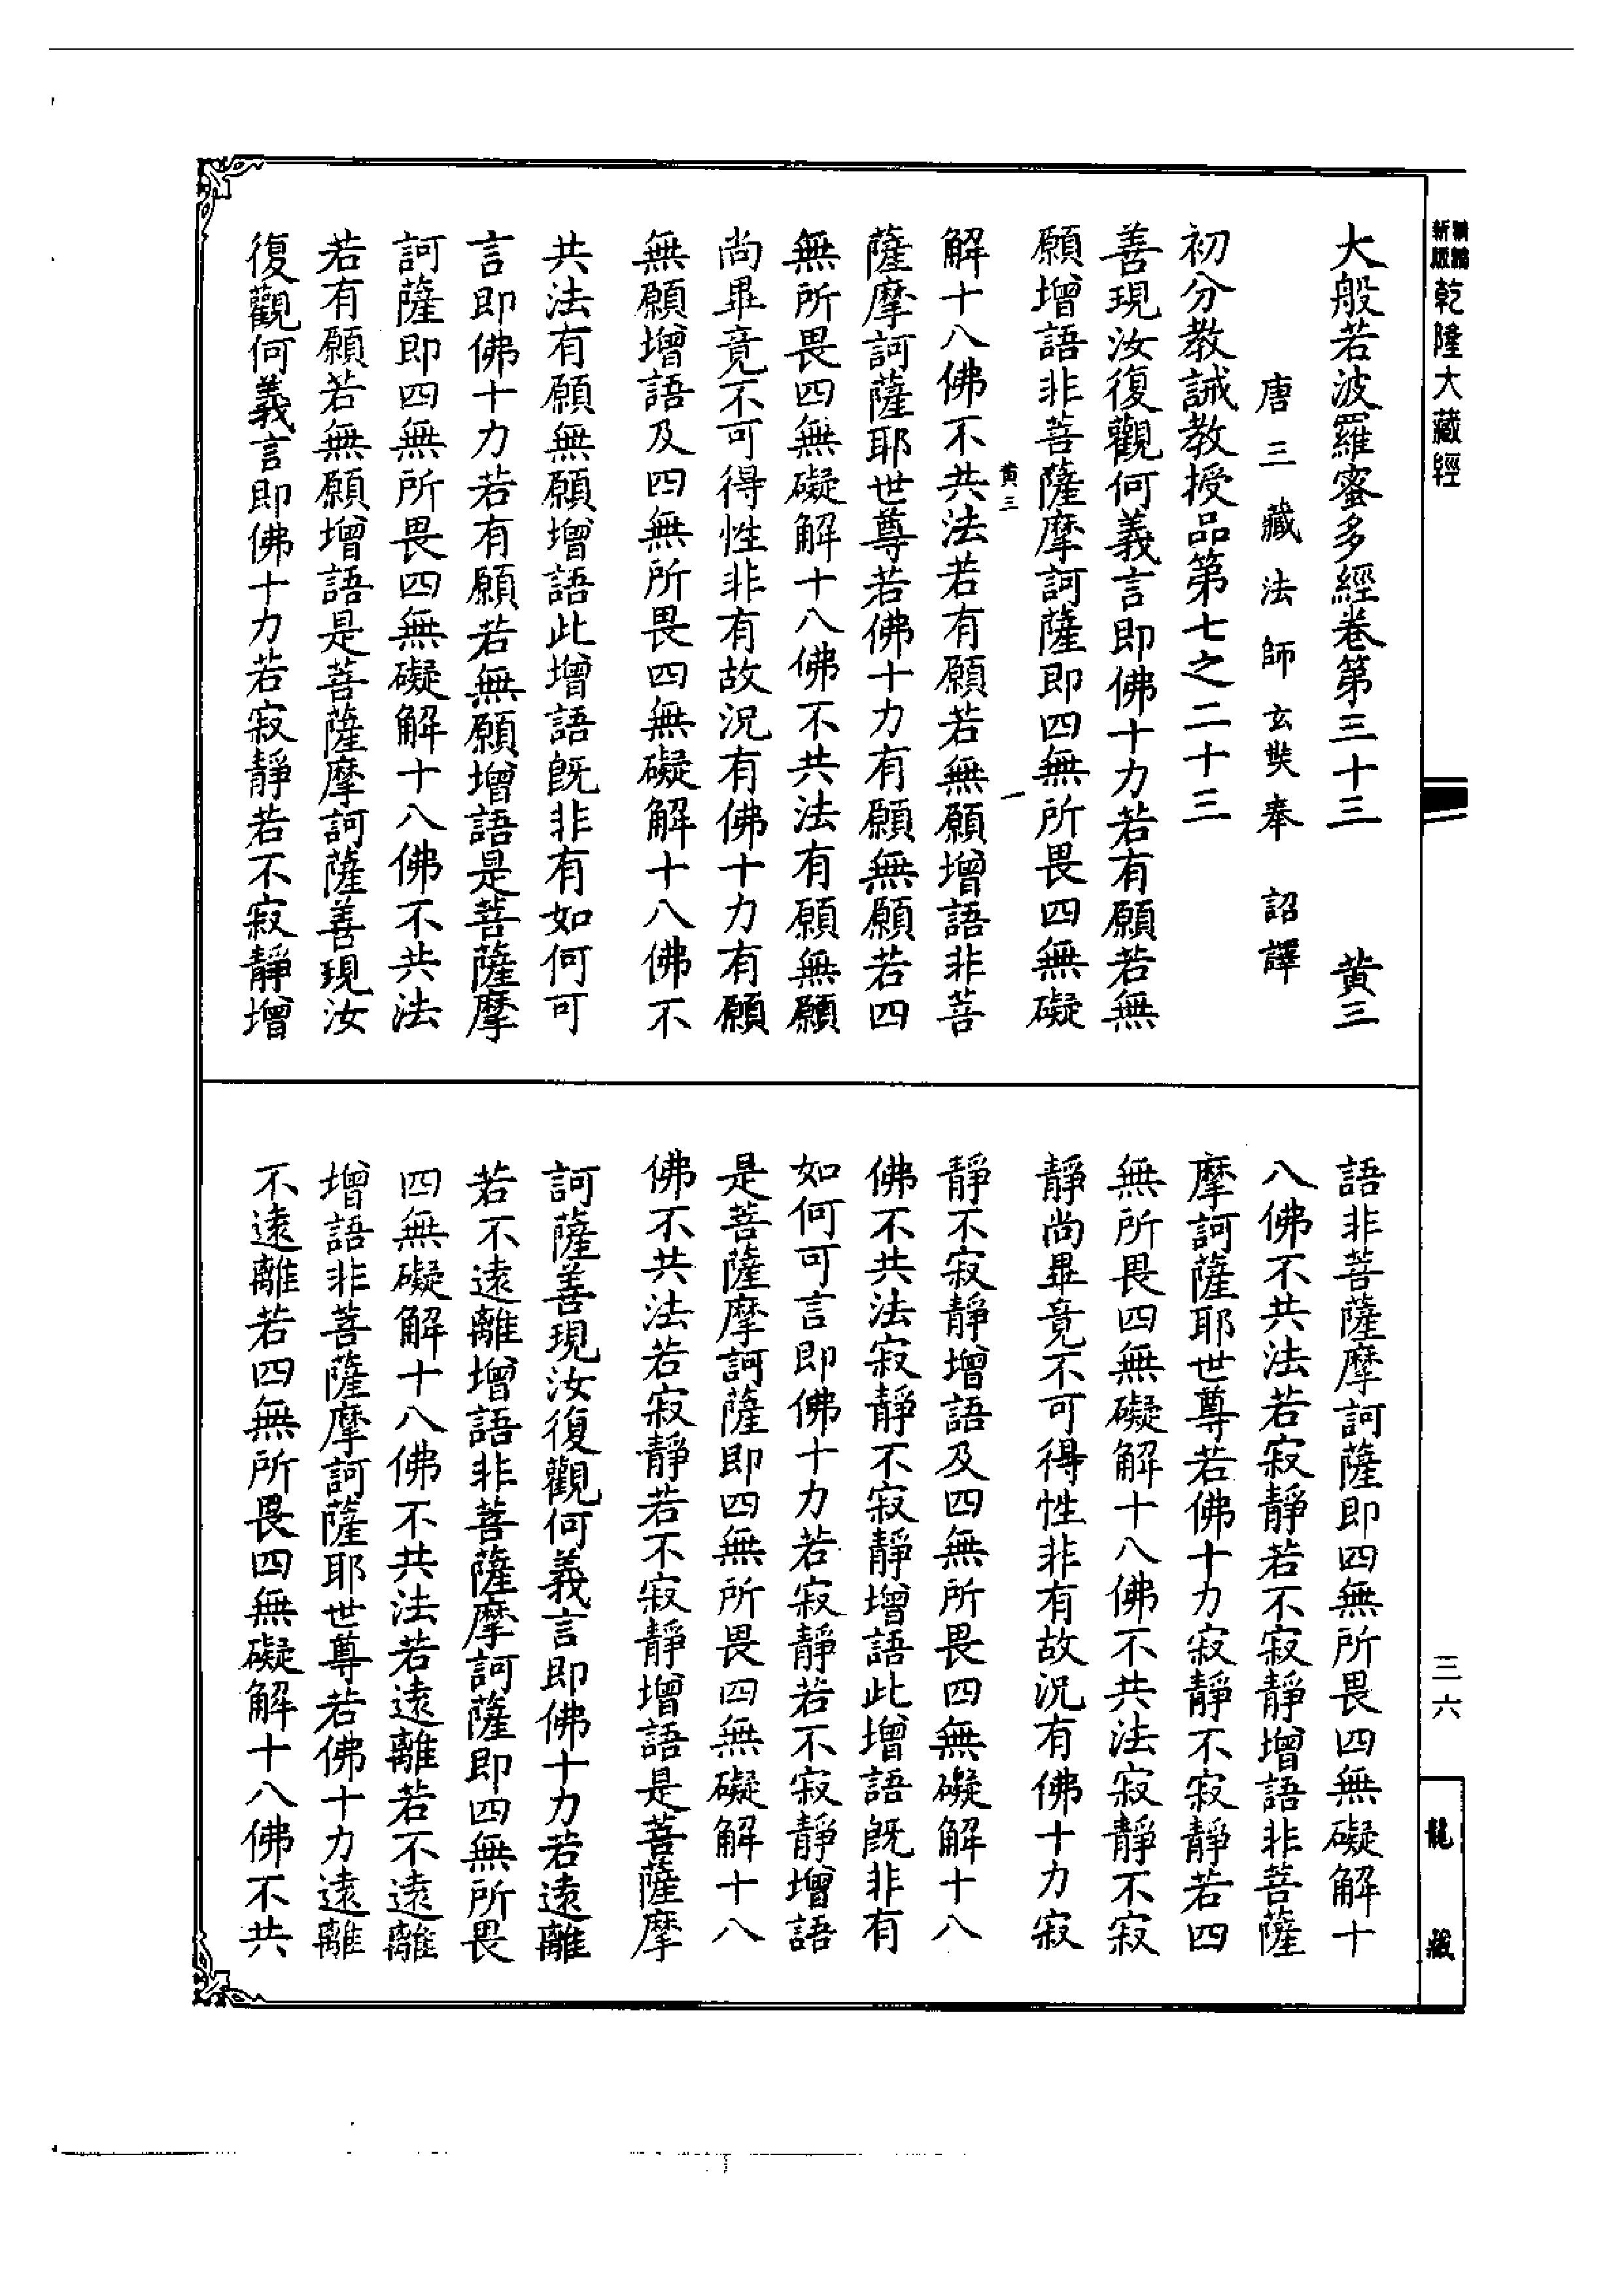 新編縮版乾隆大藏經
三六
龍藏
大般若波羅蜜多經卷第三十三 黃三
唐三藏法師玄奘奉 詔譯
初分教誡教授品第七之二十三
善現汝復觀何義言即佛十力若有願若無
願增語非菩薩摩訶薩即四無所畏四無礙
黃三 一
解十八佛不共法若有願若無願增語非菩
薩摩訶薩耶世尊若佛十力有願無願若四
無所畏四無礙解十八佛不共法有願無願
尚畢竟不可得性非有故況有佛十力有願
無願增語及四無所畏四無礙解十八佛不
共法有願無願增語此增語既非有如何可
言即佛十力若有願若無願增語是菩薩摩
訶薩即四無所畏四無礙解十八佛不共法
若有願若無願增語是菩薩摩訶薩善現汝
復觀何義言即佛十力若寂靜若不寂靜增
語非菩薩摩訶薩即四無所畏四無礙解十
八佛不共法若寂靜若不寂靜增語非菩薩
摩訶薩耶世尊若佛十力寂靜不寂靜若四
無所畏四無礙解十八佛不共法寂靜不寂
靜尚畢竟不可得性非有故況有佛十力寂
靜不寂靜增語及四無所畏四無礙解十八
佛不共法寂靜不寂靜增語此增語既非有
如何可言即佛十力若寂靜若不寂靜增語
是菩薩摩訶薩即四無所畏四無礙解十八
佛不共法若寂靜若不寂靜增語是菩薩摩
訶薩善現汝復觀何義言即佛十力若遠離
若不遠離增語非菩薩摩訶薩即四無所畏
四無礙解十八佛不共法若遠離若不遠離
增語非菩薩摩訶薩耶世尊若佛十力遠離
不遠離若四無所畏四無礙解十八佛不共